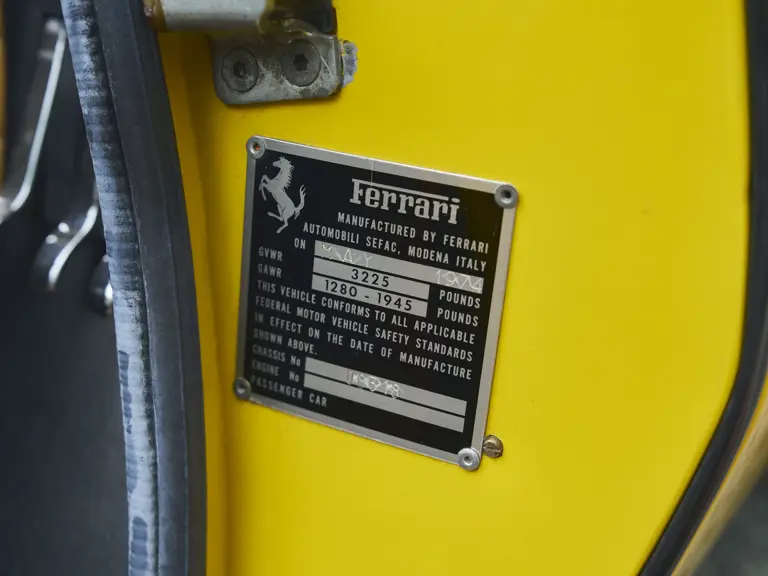 Ferrari
MANUFACTURED BY FERRARI
AUTOMOBILI SEFAC, MODENA ITALY
ON MAY 1974
GVWR 3225 POUNDS
GAWR 1280 - 1945 POUNDS
THIS VEHICLE CONFORMS TO ALL APPLICABLE
FEDERAL MOTOR VEHICLE SAFETY STANDARDS
IN EFFECT ON THE DATE OF MANUFACTURE
SHOWN ABOVE.
CHASSIS No
ENGINE No
PASSENGER CAR